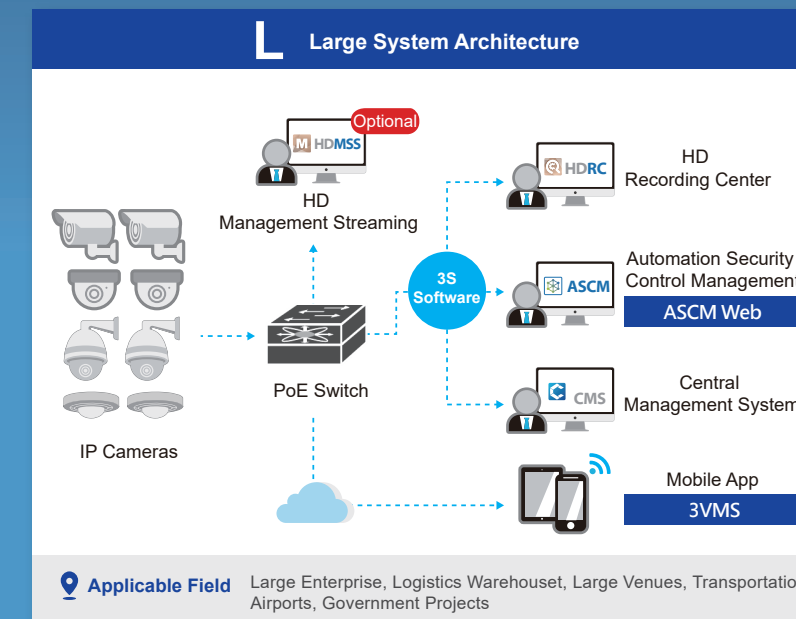 L Large System Architecture
Optional
M HDMSS
HD
Management Streaming
HDRC
HD
Recording Center
3S
Software
ASCM
Automation Security
Control Management
ASCM Web
PoE Switch
IP Cameras
CMS
Central
Management System
Mobile App
3VMS
Applicable Field
Large Enterprise, Logistics Warehouset, Large Venues, Transportatio
Airports, Government Projects